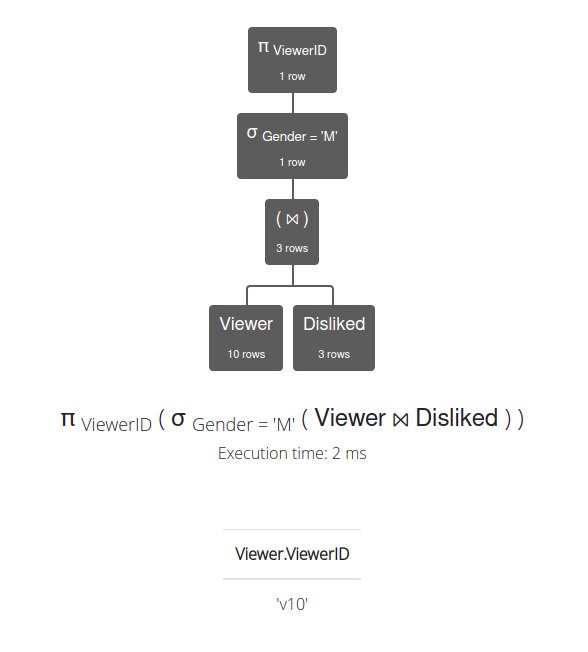 π ViewerID
1 row
σ Gender = 'M'
1 row
( ⋈ )
3 rows
Viewer
10 rows
Disliked
3 rows
π ViewerID ( σ Gender = 'M' ( Viewer ⋈ Disliked ) )
Execution time: 2 ms
Viewer.ViewerID
'v10'